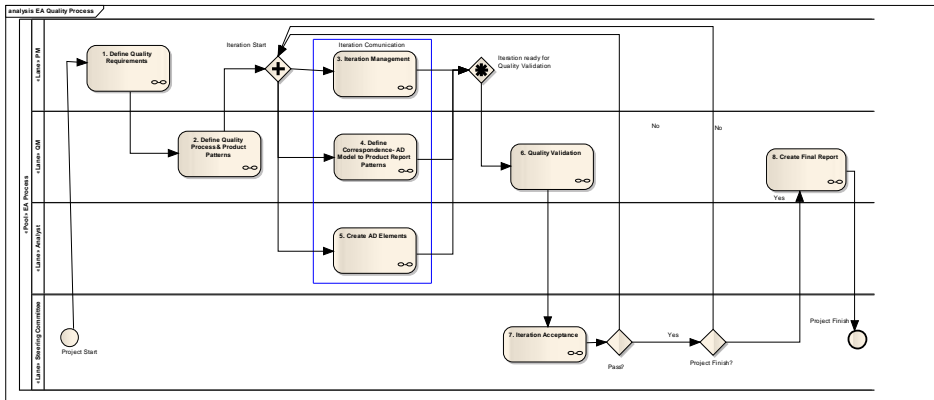 analysis EA Quality Process
«Pool» EA Process
«Lane» PM
«Lane» QM
«Lane» Analyst
«Lane» Steering Committee
1. Define Quality
Requirements
2. Define Quality
Process& Product
Patterns
Iteration Start
Iteration Comunication
3. Iteration Management
4. Define
Correspondence- AD
Model to Product Report
Patterns
5. Create AD Elements
Iteration ready for
Quality Validation
6. Quality Validation
No
No
8. Create Final Report
Yes
Project Start
7. Iteration Acceptance
Pass?
Yes
Project Finish?
Project Finish